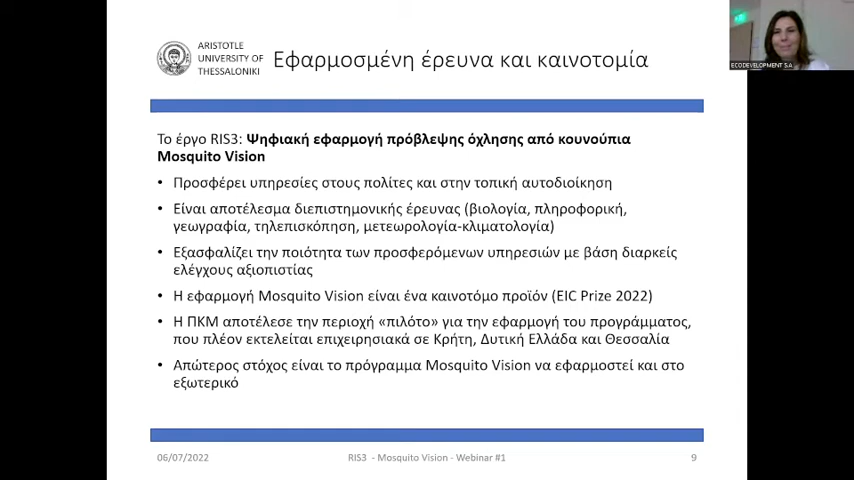 ARISTOTLE
UNIVERSITY OF
THESSALONIKI
Εφαρμοσμένη έρευνα και καινοτομία
ECODEVELOPMENT S.A.
Το έργο RIS3: Ψηφιακή εφαρμογή πρόβλεψης όχλησης από κουνούπια
Mosquito Vision
• Προσφέρει υπηρεσίες στους πολίτες και στην τοπική αυτοδιοίκηση
• Είναι αποτέλεσμα διεπιστημονικής έρευνας (βιολογία, πληροφορική,
γεωγραφία, τηλεπισκόπηση, μετεωρολογία-κλιματολογία)
• Εξασφαλίζει την ποιότητα των προσφερόμενων υπηρεσιών με βάση διαρκείς
ελέγχους αξιοπιστίας
• Η εφαρμογή Mosquito Vision είναι ένα καινοτόμο προϊόν (EIC Prize 2022)
• Η ΠΚΜ αποτέλεσε την περιοχή «πιλότο» για την εφαρμογή του προγράμματος,
που πλέον εκτελείται επιχειρησιακά σε Κρήτη, Δυτική Ελλάδα και Θεσσαλία
• Απώτερος στόχος είναι το πρόγραμμα Mosquito Vision να εφαρμοστεί και στο
εξωτερικό
06/07/2022
RIS3 - Mosquito Vision - Webinar #1
9